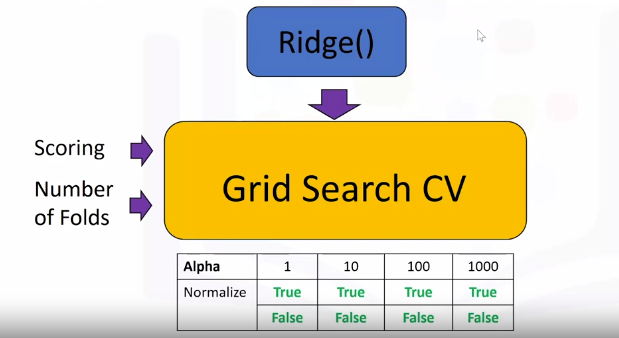 Ridge()
Scoring
Number
of Folds
Grid Search CV
Alpha 1 10 100 1000
Normalize True True True True
False False False False